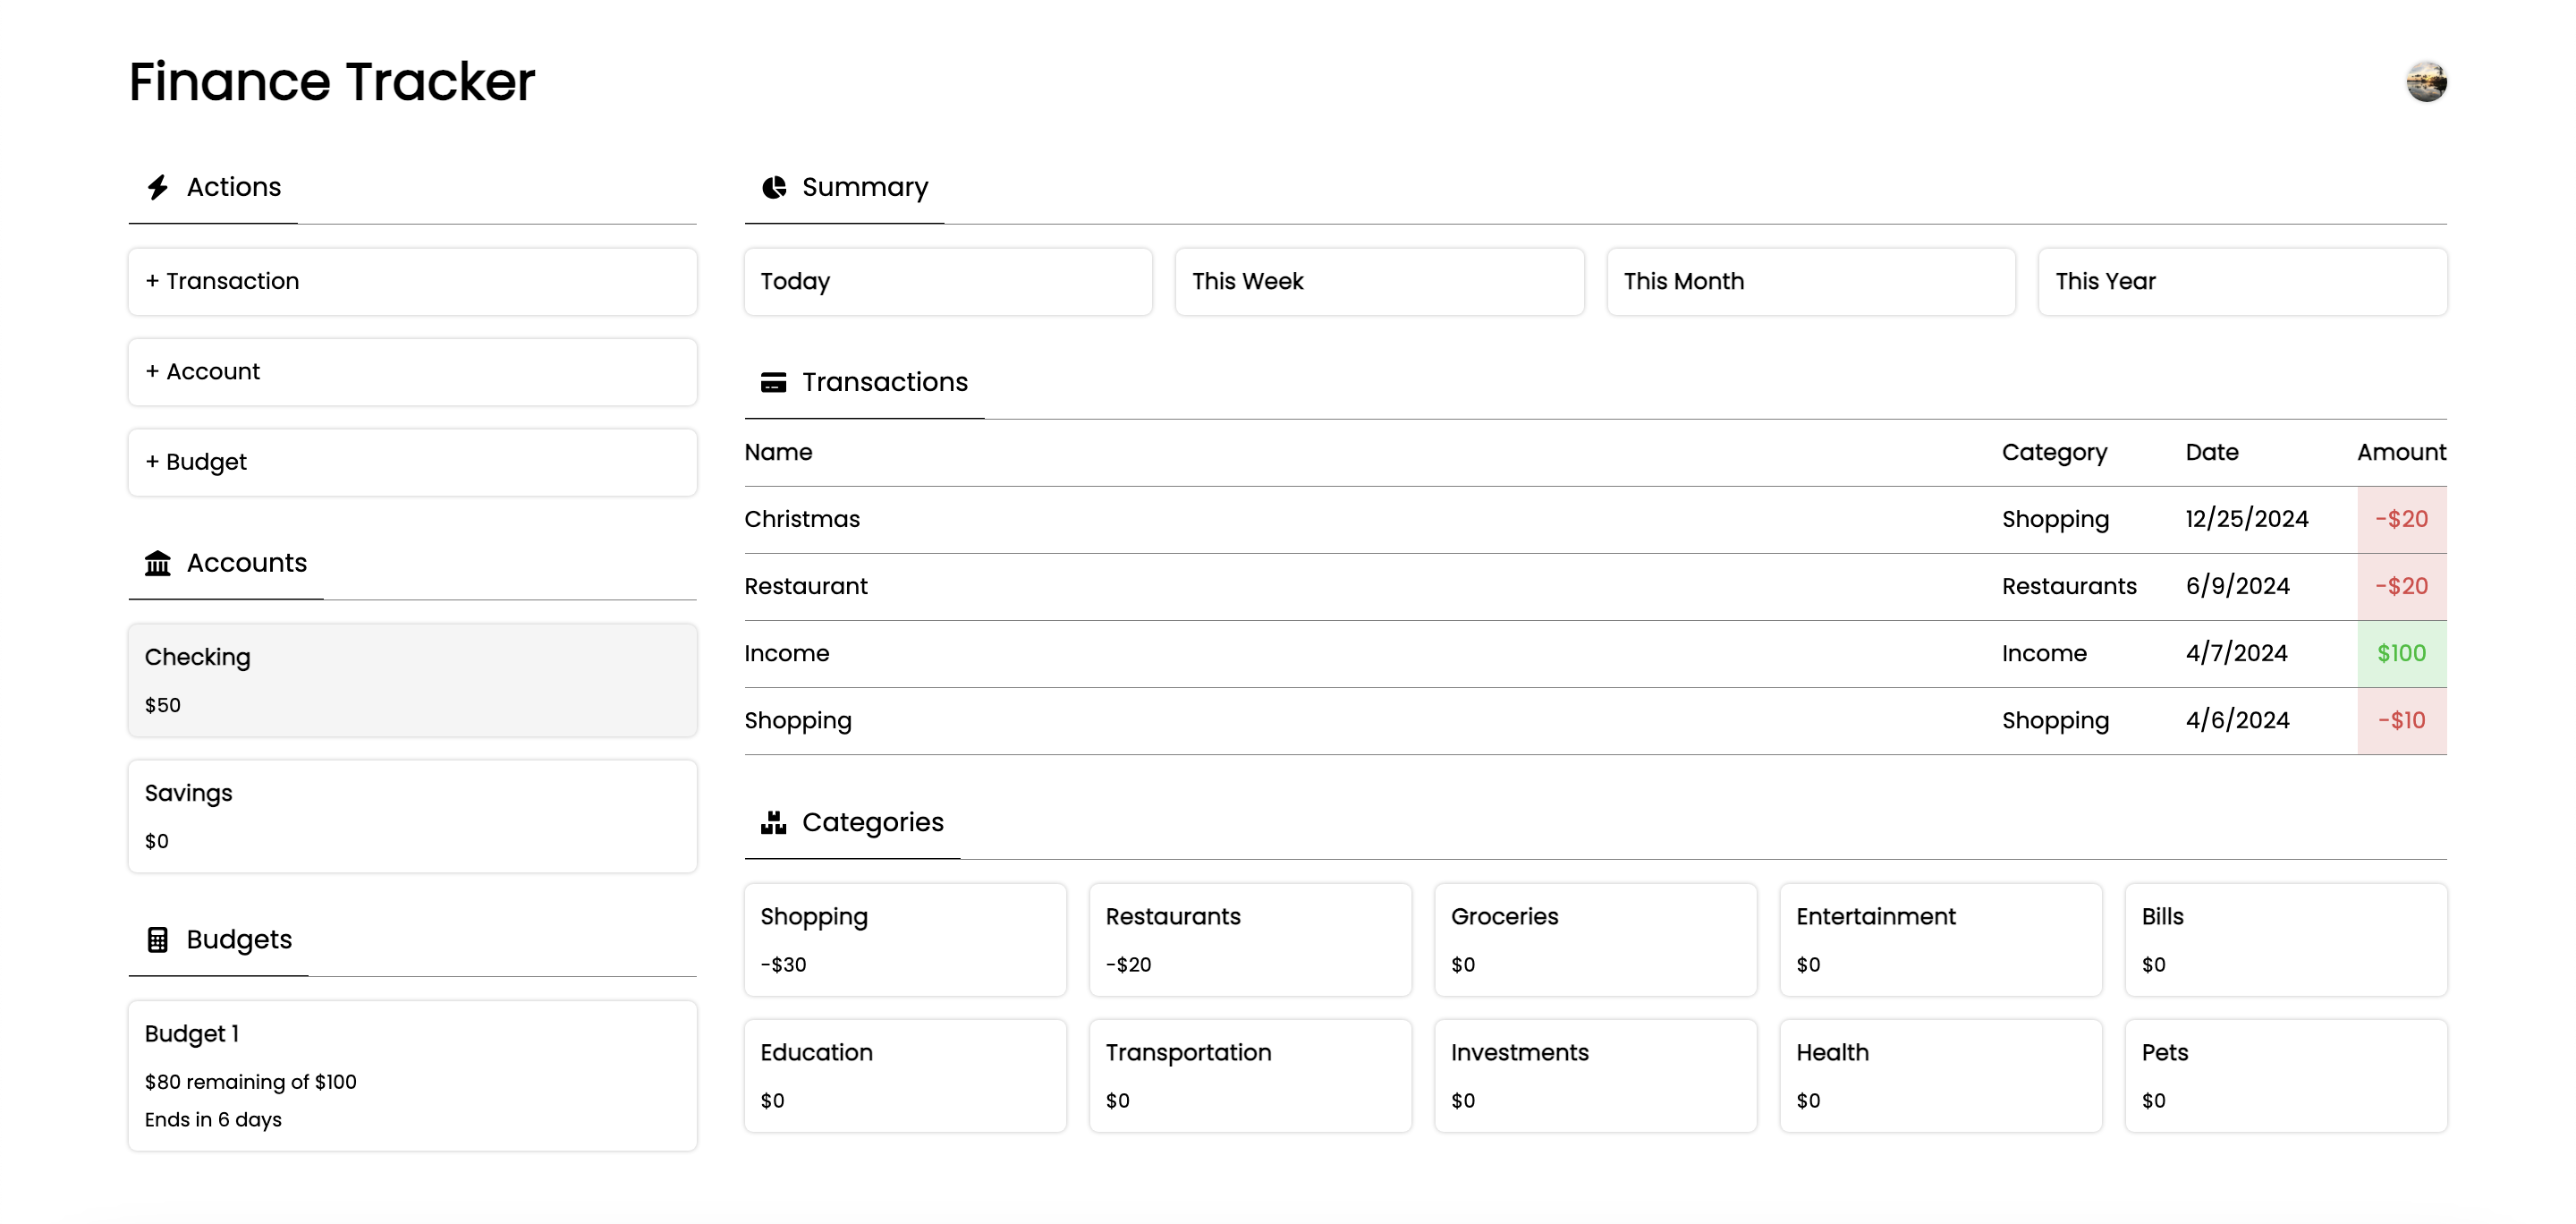 Finance Tracker
Actions
+ Transaction
+ Account
+ Budget
Accounts
Checking
$50
Savings
$0
Budgets
Budget 1
$80 remaining of $100
Ends in 6 days
Summary
Today This Week This Month This Year
Transactions
Name Category Date Amount
Christmas Shopping 12/25/2024 -$20
Restaurant Restaurants 6/9/2024 -$20
Income Income 4/7/2024 $100
Shopping Shopping 4/6/2024 -$10
Categories
Shopping Restaurants Groceries Entertainment Bills
-$30 -$20 $0 $0 $0
Education Transportation Investments Health Pets
$0 $0 $0 $0 $0